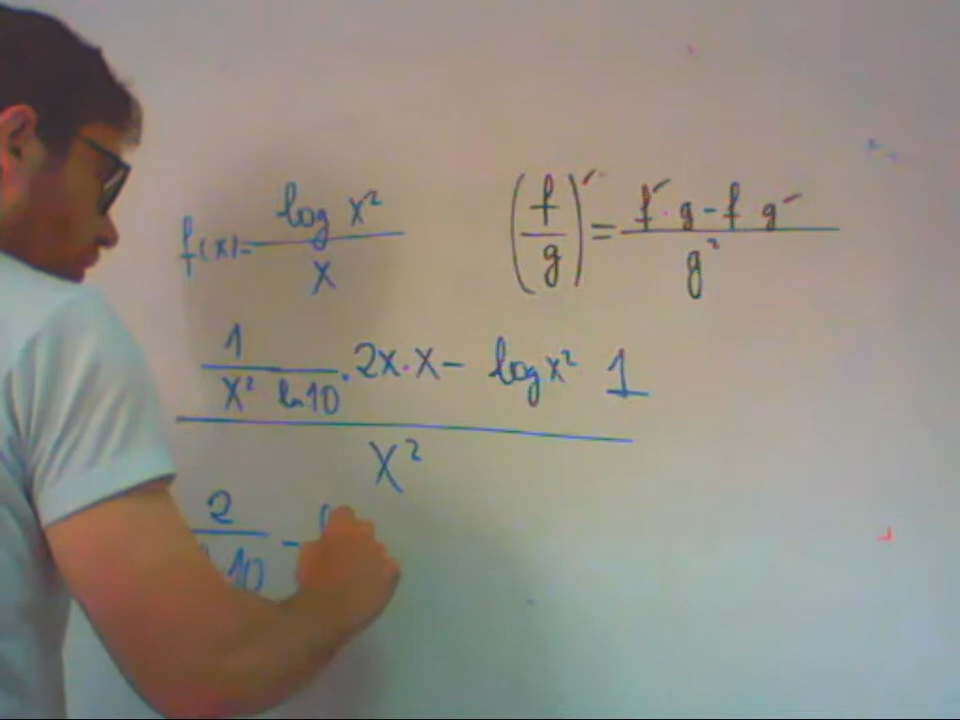 f(x)= log x² / x
(f/g)′ = f′·g-f g′ / g²
1 / x² ln10 · 2x·x- log x² 1
x²
2 / 10 -